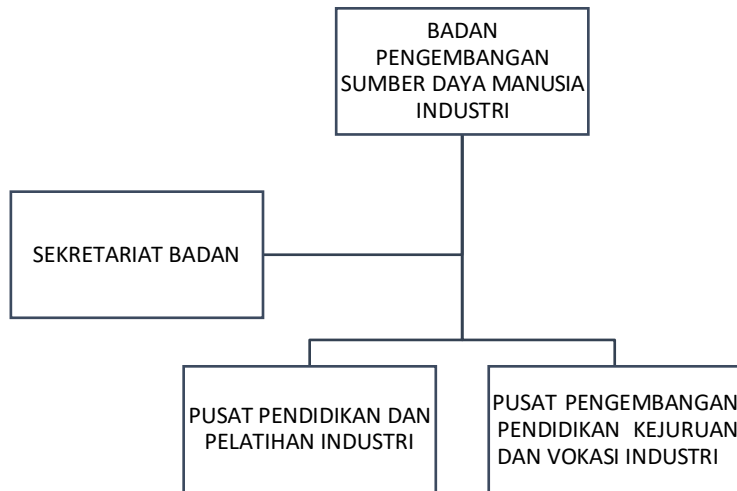 BADAN
PENGEMBANGAN
SUMBER DAYA MANUSIA
INDUSTRI
SEKRETARIAT BADAN
PUSAT PENDIDIKAN DAN
PELATIHAN INDUSTRI
PUSAT PENGEMBANGAN
PENDIDIKAN KEJURUAN
DAN VOKASI INDUSTRI